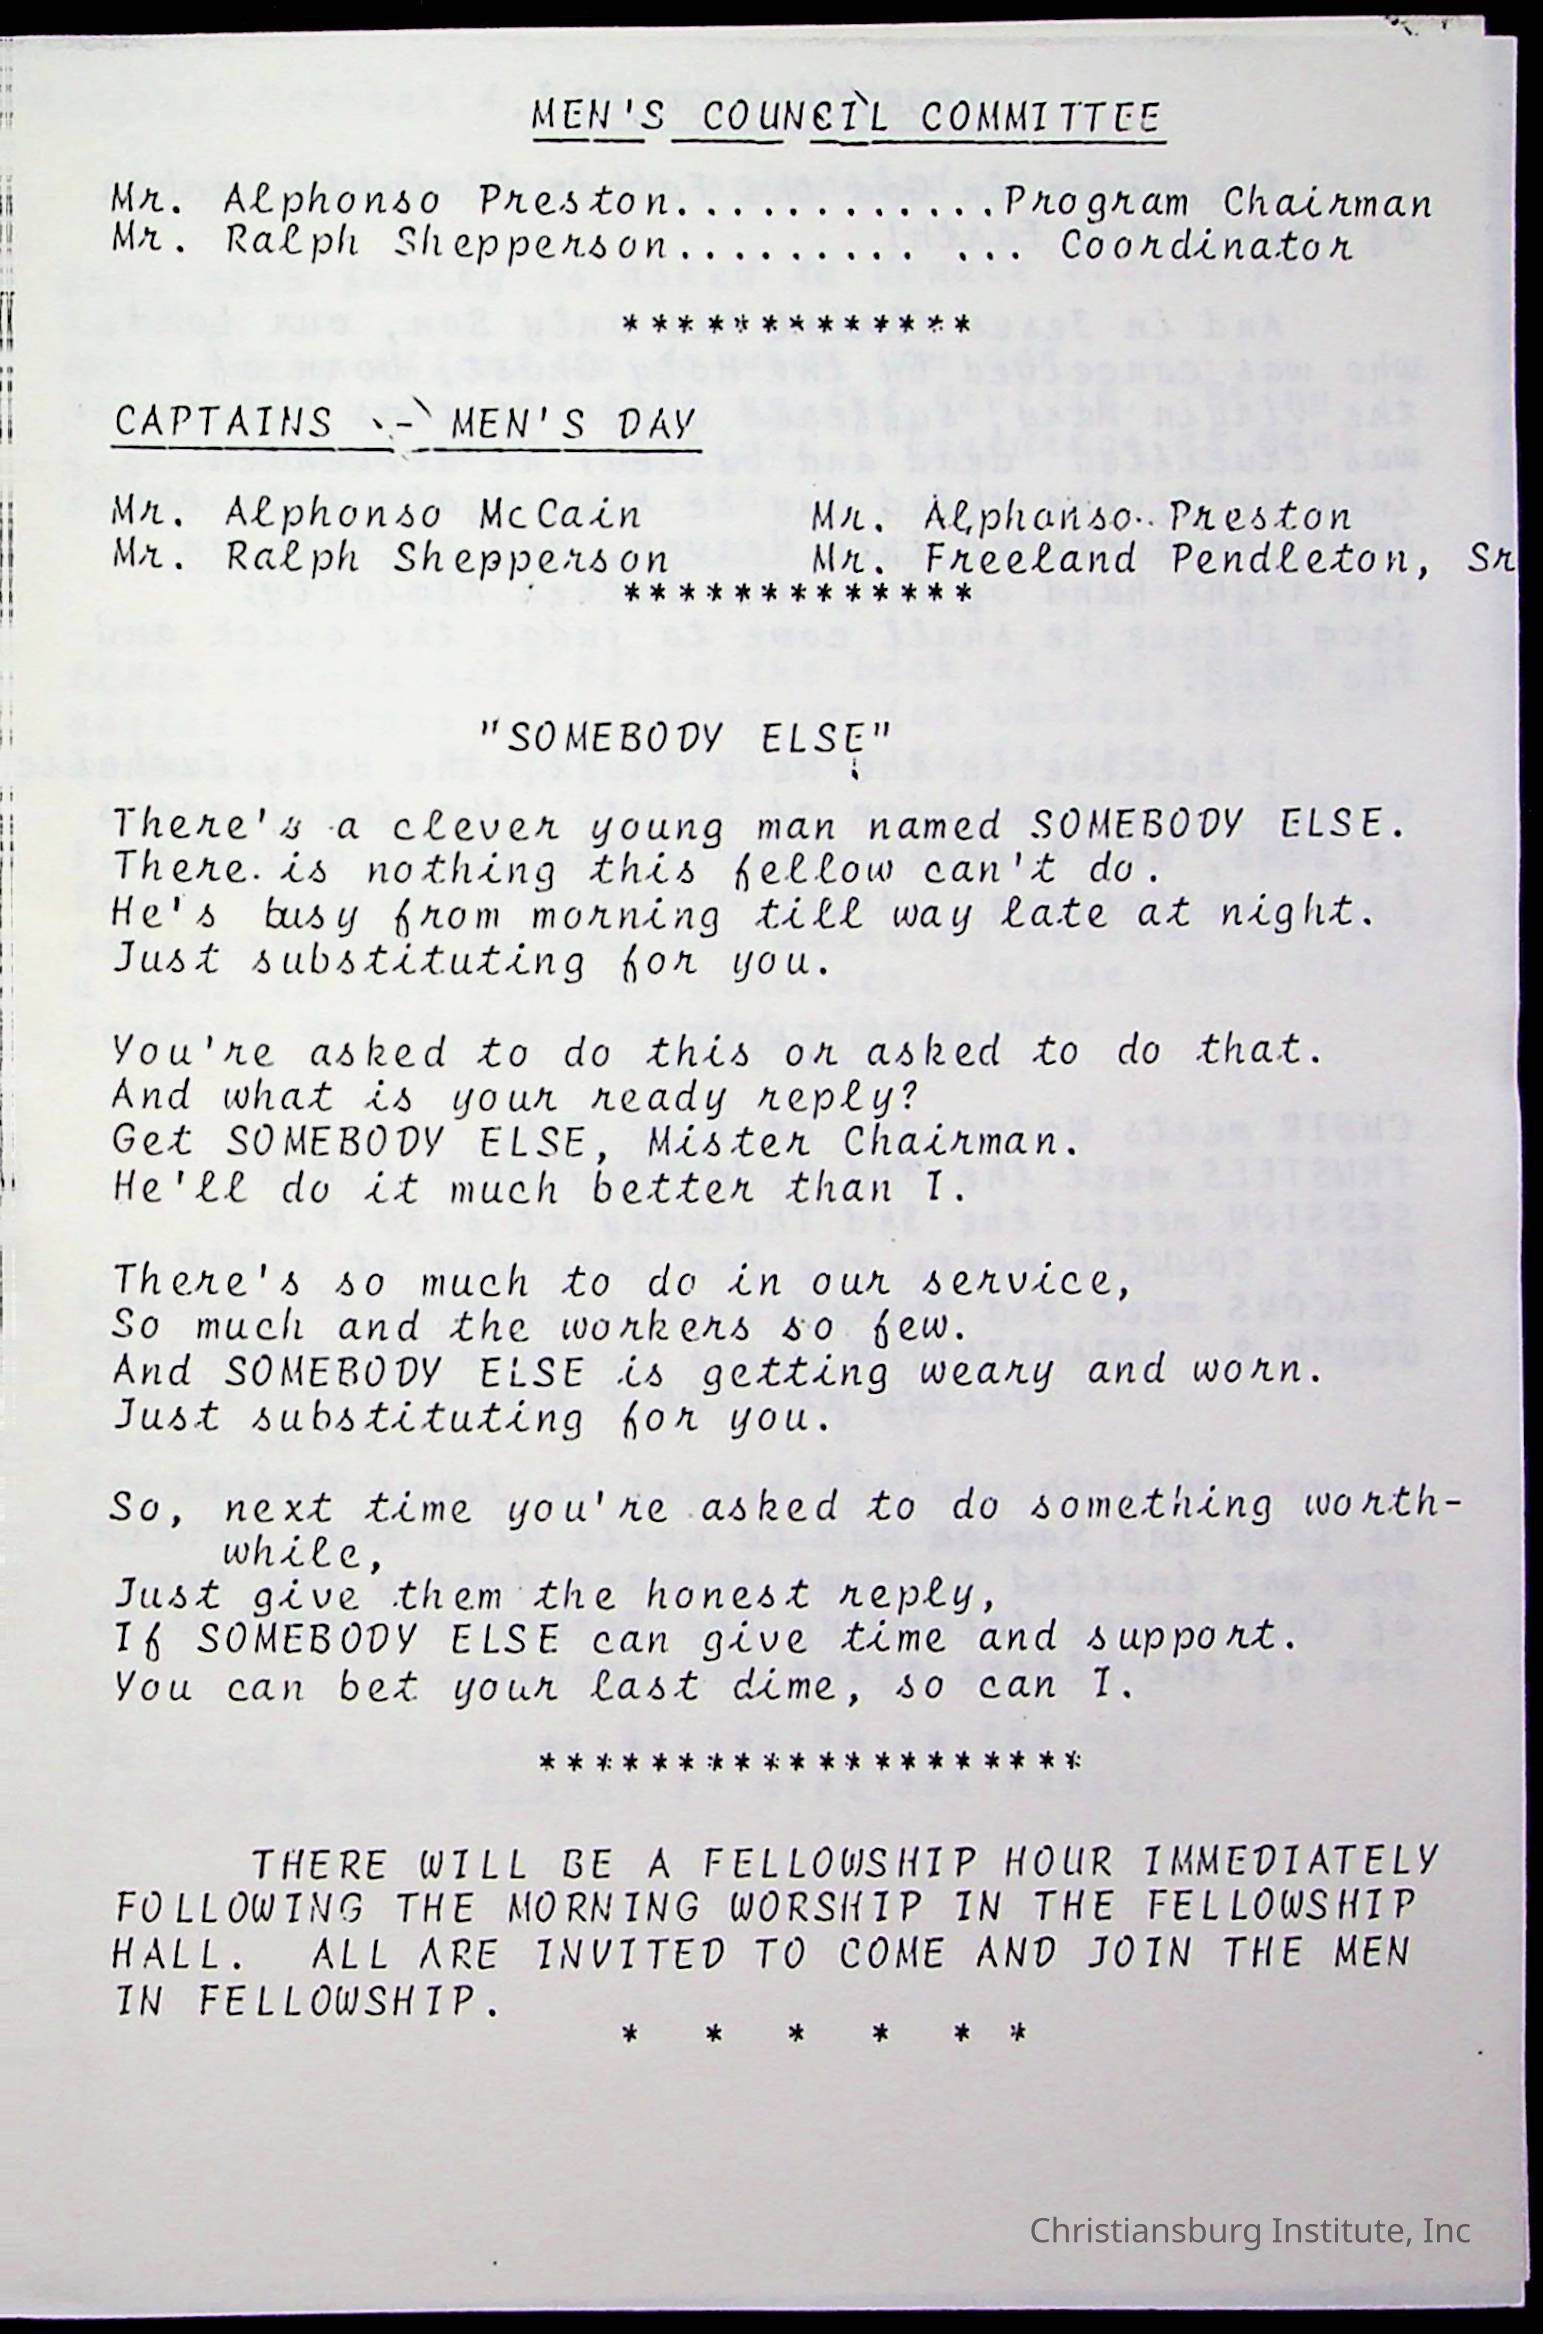 MEN'S COUNCIL COMMITTEE
Mr. Alphonso Preston.............Program Chairman
Mr. Ralph Shepperson......... ... Coordinator
*************
CAPTAINS - MEN'S DAY
Mr. Alphonso McCain Mr. Alphonso Preston
Mr. Ralph Shepperson Mr. Freeland Pendleton, Sr
*************
"SOMEBODY ELSE"
There's a clever young man named SOMEBODY ELSE.
There is nothing this fellow can't do.
He's busy from morning till way late at night.
Just substituting for you.
You're asked to do this or asked to do that.
And what is your ready reply?
Get SOMEBODY ELSE, Mister Chairman.
He'll do it much better than I.
There's so much to do in our service,
So much and the workers so few.
And SOMEBODY ELSE is getting weary and worn.
Just substituting for you.
So, next time you're asked to do something worth-
while,
Just give them the honest reply,
If SOMEBODY ELSE can give time and support.
You can bet your last dime, so can I.
********************
THERE WILL BE A FELLOWSHIP HOUR IMMEDIATELY
FOLLOWING THE MORNING WORSHIP IN THE FELLOWSHIP
HALL. ALL ARE INVITED TO COME AND JOIN THE MEN
IN FELLOWSHIP.
* * * * * *
Christiansburg Institute, Inc